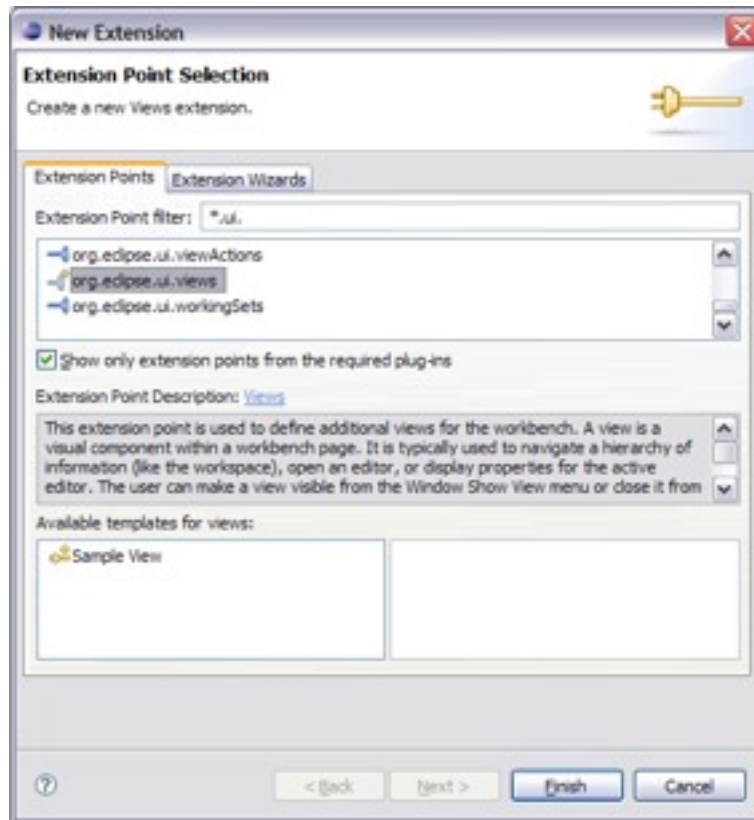 New Extension
Extension Point Selection
Create a new Views extension.
Extension Points Extension Wizards
Extension Point filter: *.ui.
org.eclipse.ui.viewActions
org.eclipse.ui.views
org.eclipse.ui.workingSets
Show only extension points from the required plug-ins
Extension Point Description: Views
This extension point is used to define additional views for the workbench. A view is a
visual component within a workbench page. It is typically used to navigate a hierarchy of
information (like the workspace), open an editor, or display properties for the active
editor. The user can make a view visible from the Window Show View menu or close it from
Available templates for views:
Sample View
< Back Next > Finish Cancel